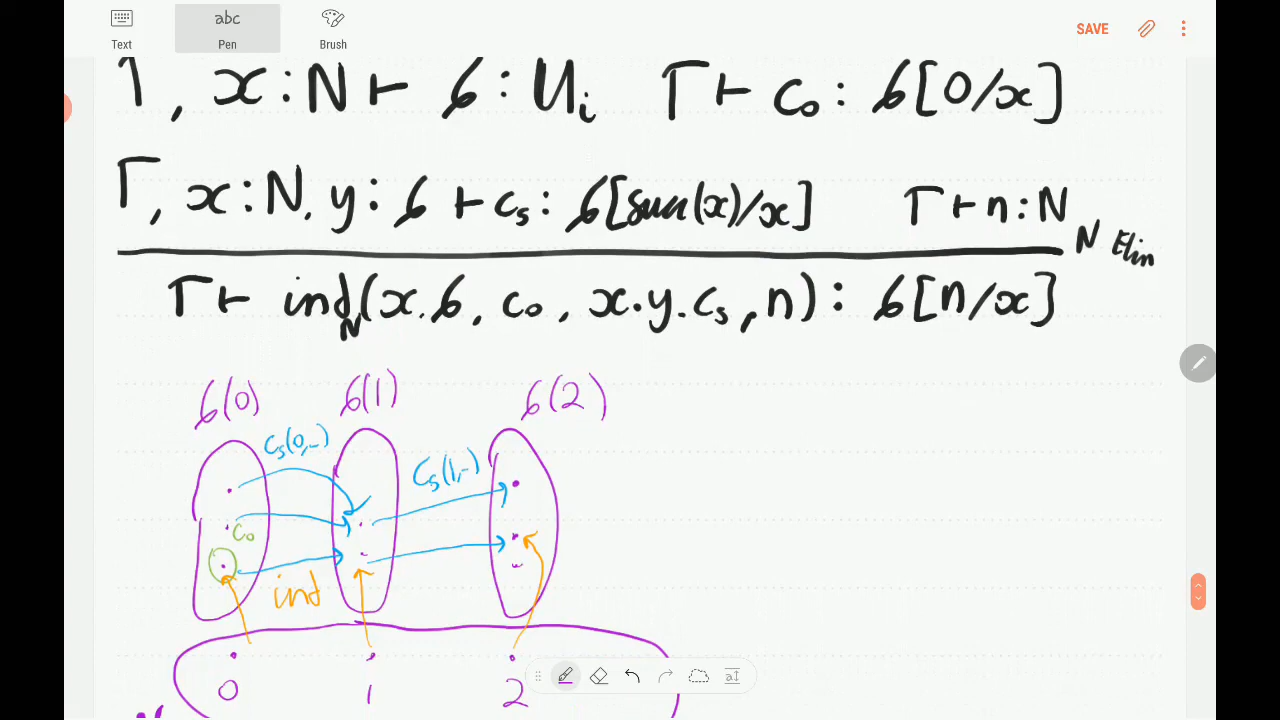 Text
abc
Pen
Brush
SAVE
Γ, x : N ⊢ 𝒞 : Uᵢ   Γ ⊢ c₀ : 𝒞[0/x]
Γ, x : N, y : 𝒞 ⊢ cₛ : 𝒞[succ(x)/x]   Γ ⊢ n : N
N Elim
Γ ⊢ ind_N(x.𝒞, c₀, x.y.cₛ, n) : 𝒞[n/x]
𝒞(0) 𝒞(1) 𝒞(2)
cₛ(0,-)
cₛ(1,-)
c₀
ind
0 1 2
N